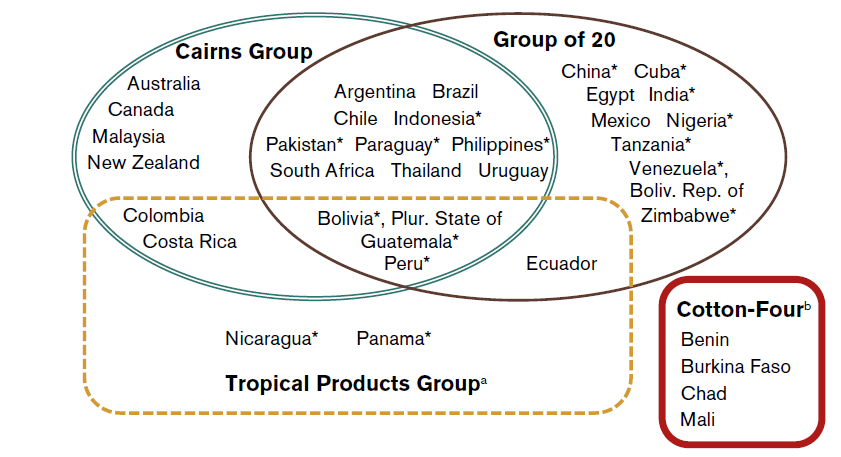 Cairns Group
Group of 20
Australia
Canada
Malaysia
New Zealand
Argentina Brazil
Chile Indonesia*
Pakistan* Paraguay* Philippines*
South Africa Thailand Uruguay
China* Cuba*
Egypt India*
Mexico Nigeria*
Tanzania*
Venezuela*,
Boliv. Rep. of
Zimbabwe*
Colombia
Costa Rica
Bolivia*, Plur. State of
Guatemala*
Peru*
Ecuador
Nicaragua* Panama*
Tropical Products Groupᵃ
Cotton-Fourᵇ
Benin
Burkina Faso
Chad
Mali